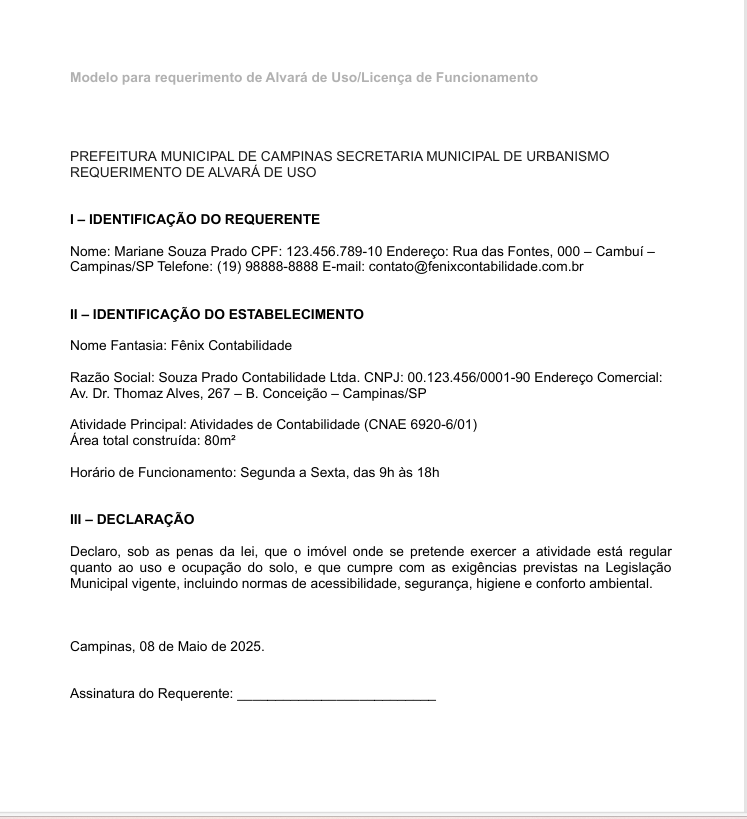 Modelo para requerimento de Alvará de Uso/Licença de Funcionamento
PREFEITURA MUNICIPAL DE CAMPINAS SECRETARIA MUNICIPAL DE URBANISMO
REQUERIMENTO DE ALVARÁ DE USO
I – IDENTIFICAÇÃO DO REQUERENTE
Nome: Mariane Souza Prado CPF: 123.456.789-10 Endereço: Rua das Fontes, 000 – Cambuí –
Campinas/SP Telefone: (19) 98888-8888 E-mail: contato@fenixcontabilidade.com.br
II – IDENTIFICAÇÃO DO ESTABELECIMENTO
Nome Fantasia: Fênix Contabilidade
Razão Social: Souza Prado Contabilidade Ltda. CNPJ: 00.123.456/0001-90 Endereço Comercial:
Av. Dr. Thomaz Alves, 267 – B. Conceição – Campinas/SP
Atividade Principal: Atividades de Contabilidade (CNAE 6920-6/01)
Área total construída: 80m²
Horário de Funcionamento: Segunda a Sexta, das 9h às 18h
III – DECLARAÇÃO
Declaro, sob as penas da lei, que o imóvel onde se pretende exercer a atividade está regular
quanto ao uso e ocupação do solo, e que cumpre com as exigências previstas na Legislação
Municipal vigente, incluindo normas de acessibilidade, segurança, higiene e conforto ambiental.
Campinas, 08 de Maio de 2025.
Assinatura do Requerente: __________________________